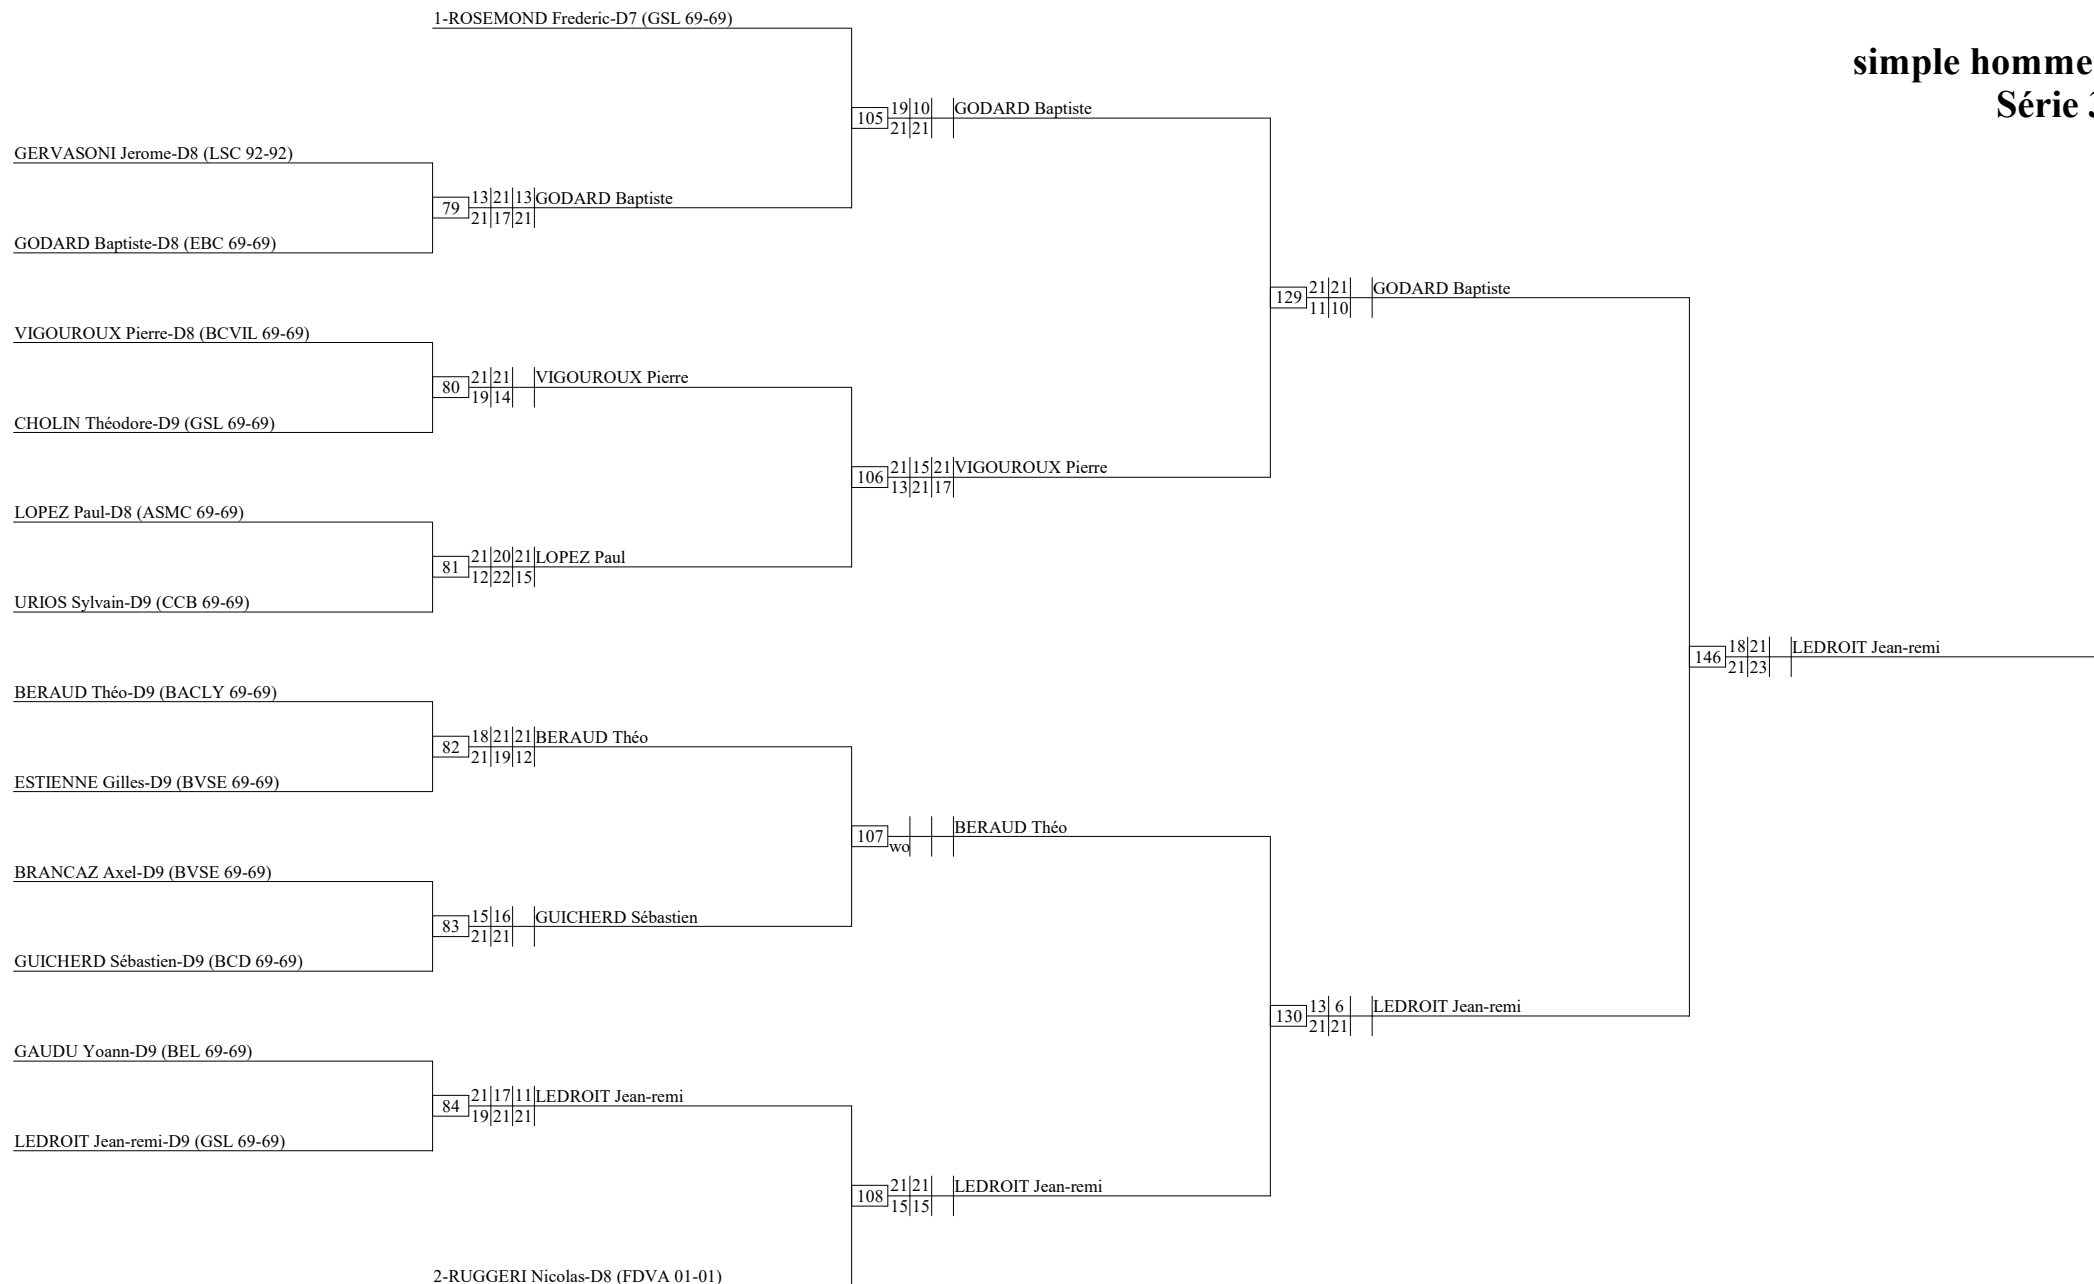 1-ROSEMOND Frederic-D7 (GSL 69-69)
simple homme
Série 3
105 19 10 GODARD Baptiste
21 21
GERVASONI Jerome-D8 (LSC 92-92)
79 13 21 13 GODARD Baptiste
21 17 21
GODARD Baptiste-D8 (EBC 69-69)
129 21 21 GODARD Baptiste
11 10
VIGOUROUX Pierre-D8 (BCVIL 69-69)
80 21 21 VIGOUROUX Pierre
19 14
CHOLIN Théodore-D9 (GSL 69-69)
106 21 15 21 VIGOUROUX Pierre
13 21 17
LOPEZ Paul-D8 (ASMC 69-69)
81 21 20 21 LOPEZ Paul
12 22 15
URIOS Sylvain-D9 (CCB 69-69)
146 18 21 LEDROIT Jean-remi
21 23
BERAUD Théo-D9 (BACLY 69-69)
82 18 21 21 BERAUD Théo
21 19 12
ESTIENNE Gilles-D9 (BVSE 69-69)
107 BERAUD Théo
wo
BRANCAZ Axel-D9 (BVSE 69-69)
83 15 16 GUICHERD Sébastien
21 21
GUICHERD Sébastien-D9 (BCD 69-69)
130 13 6 LEDROIT Jean-remi
21 21
GAUDU Yoann-D9 (BEL 69-69)
84 21 17 11 LEDROIT Jean-remi
19 21 21
LEDROIT Jean-remi-D9 (GSL 69-69)
108 21 21 LEDROIT Jean-remi
15 15
2-RUGGERI Nicolas-D8 (FDVA 01-01)